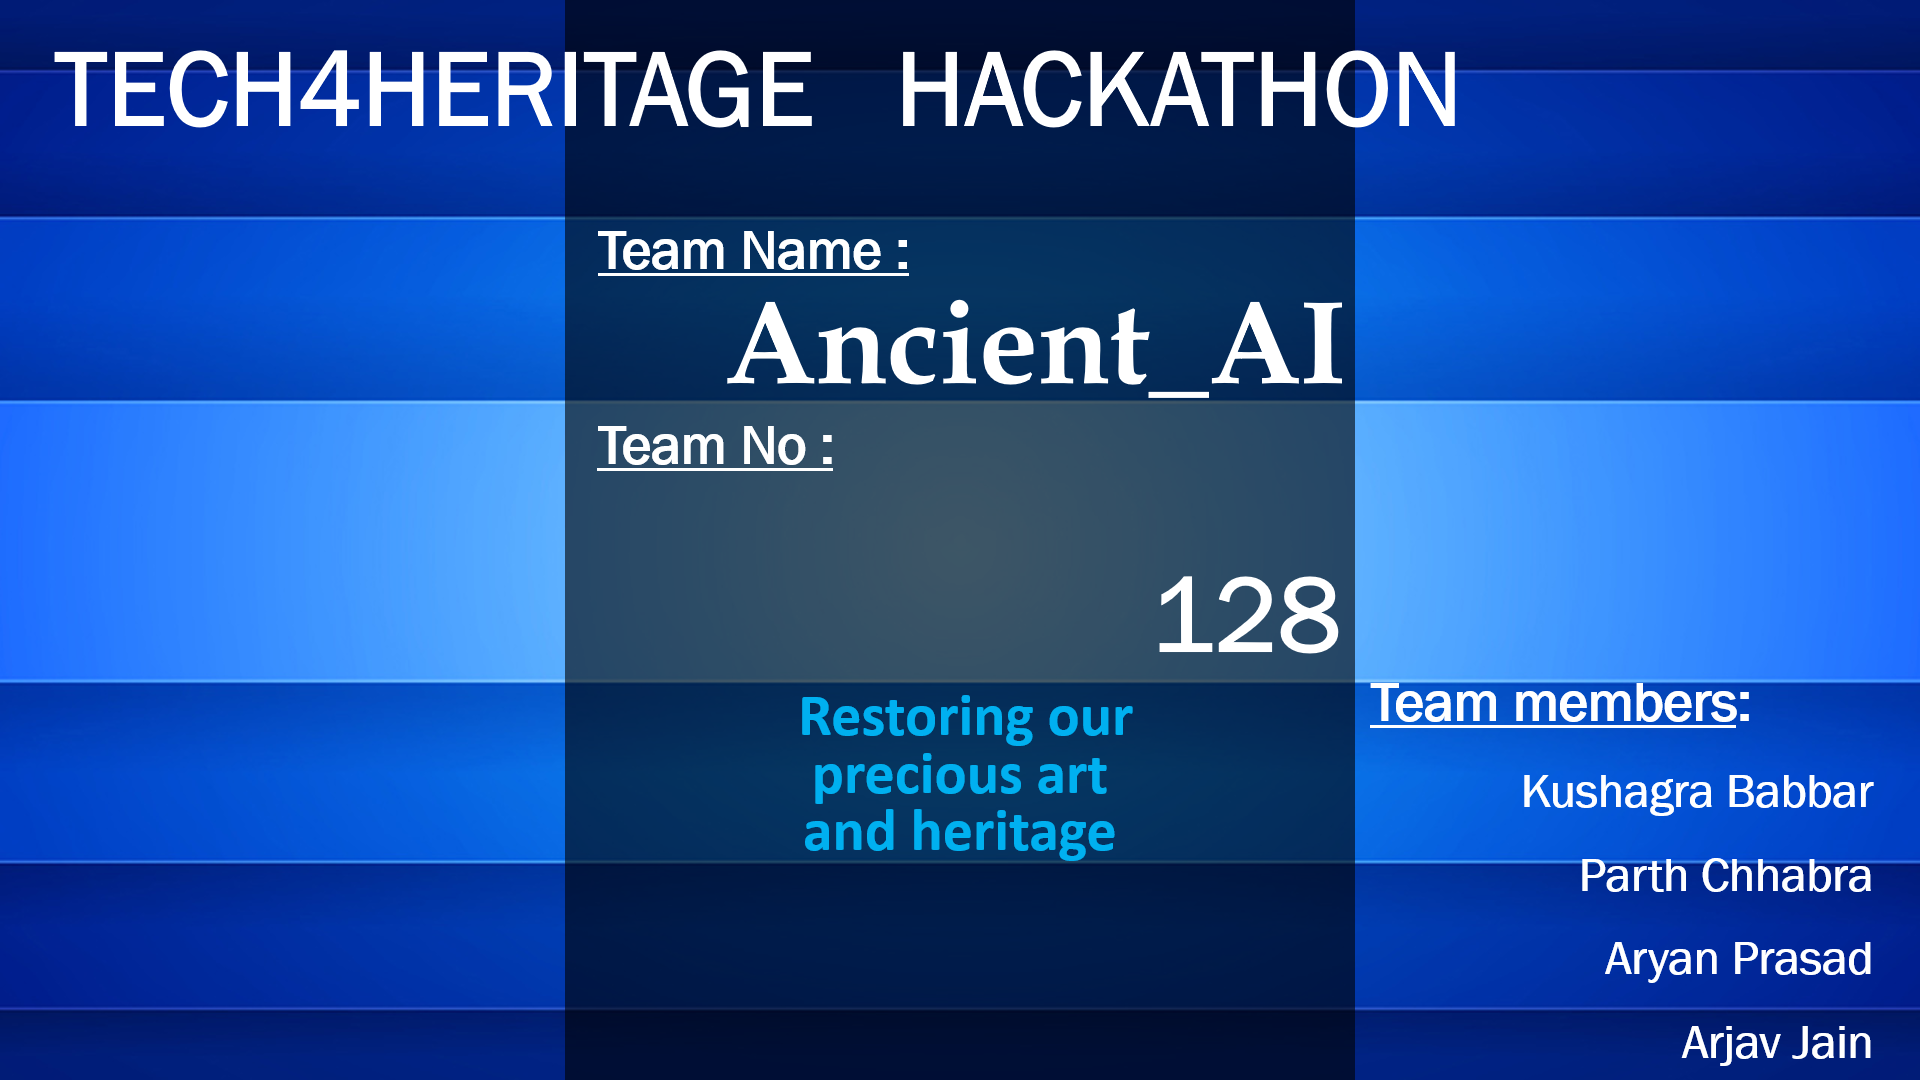 TECH4HERITAGE HACKATHON
Team Name :
Ancient_AI
Team No :
128
Restoring our
precious art
and heritage
Team members:
Kushagra Babbar
Parth Chhabra
Aryan Prasad
Arjav Jain